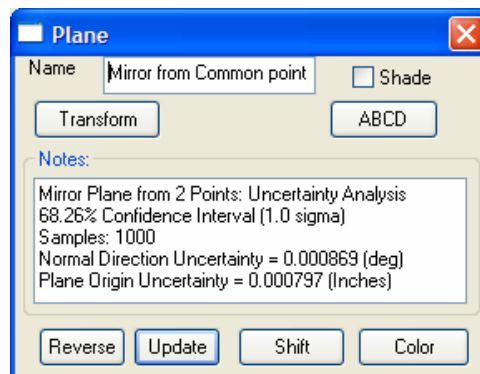 Plane
Name Mirror from Common point Shade
Transform ABCD
Notes:
Mirror Plane from 2 Points: Uncertainty Analysis
68.26% Confidence Interval (1.0 sigma)
Samples: 1000
Normal Direction Uncertainty = 0.000869 (deg)
Plane Origin Uncertainty = 0.000797 (Inches)
Reverse Update Shift Color